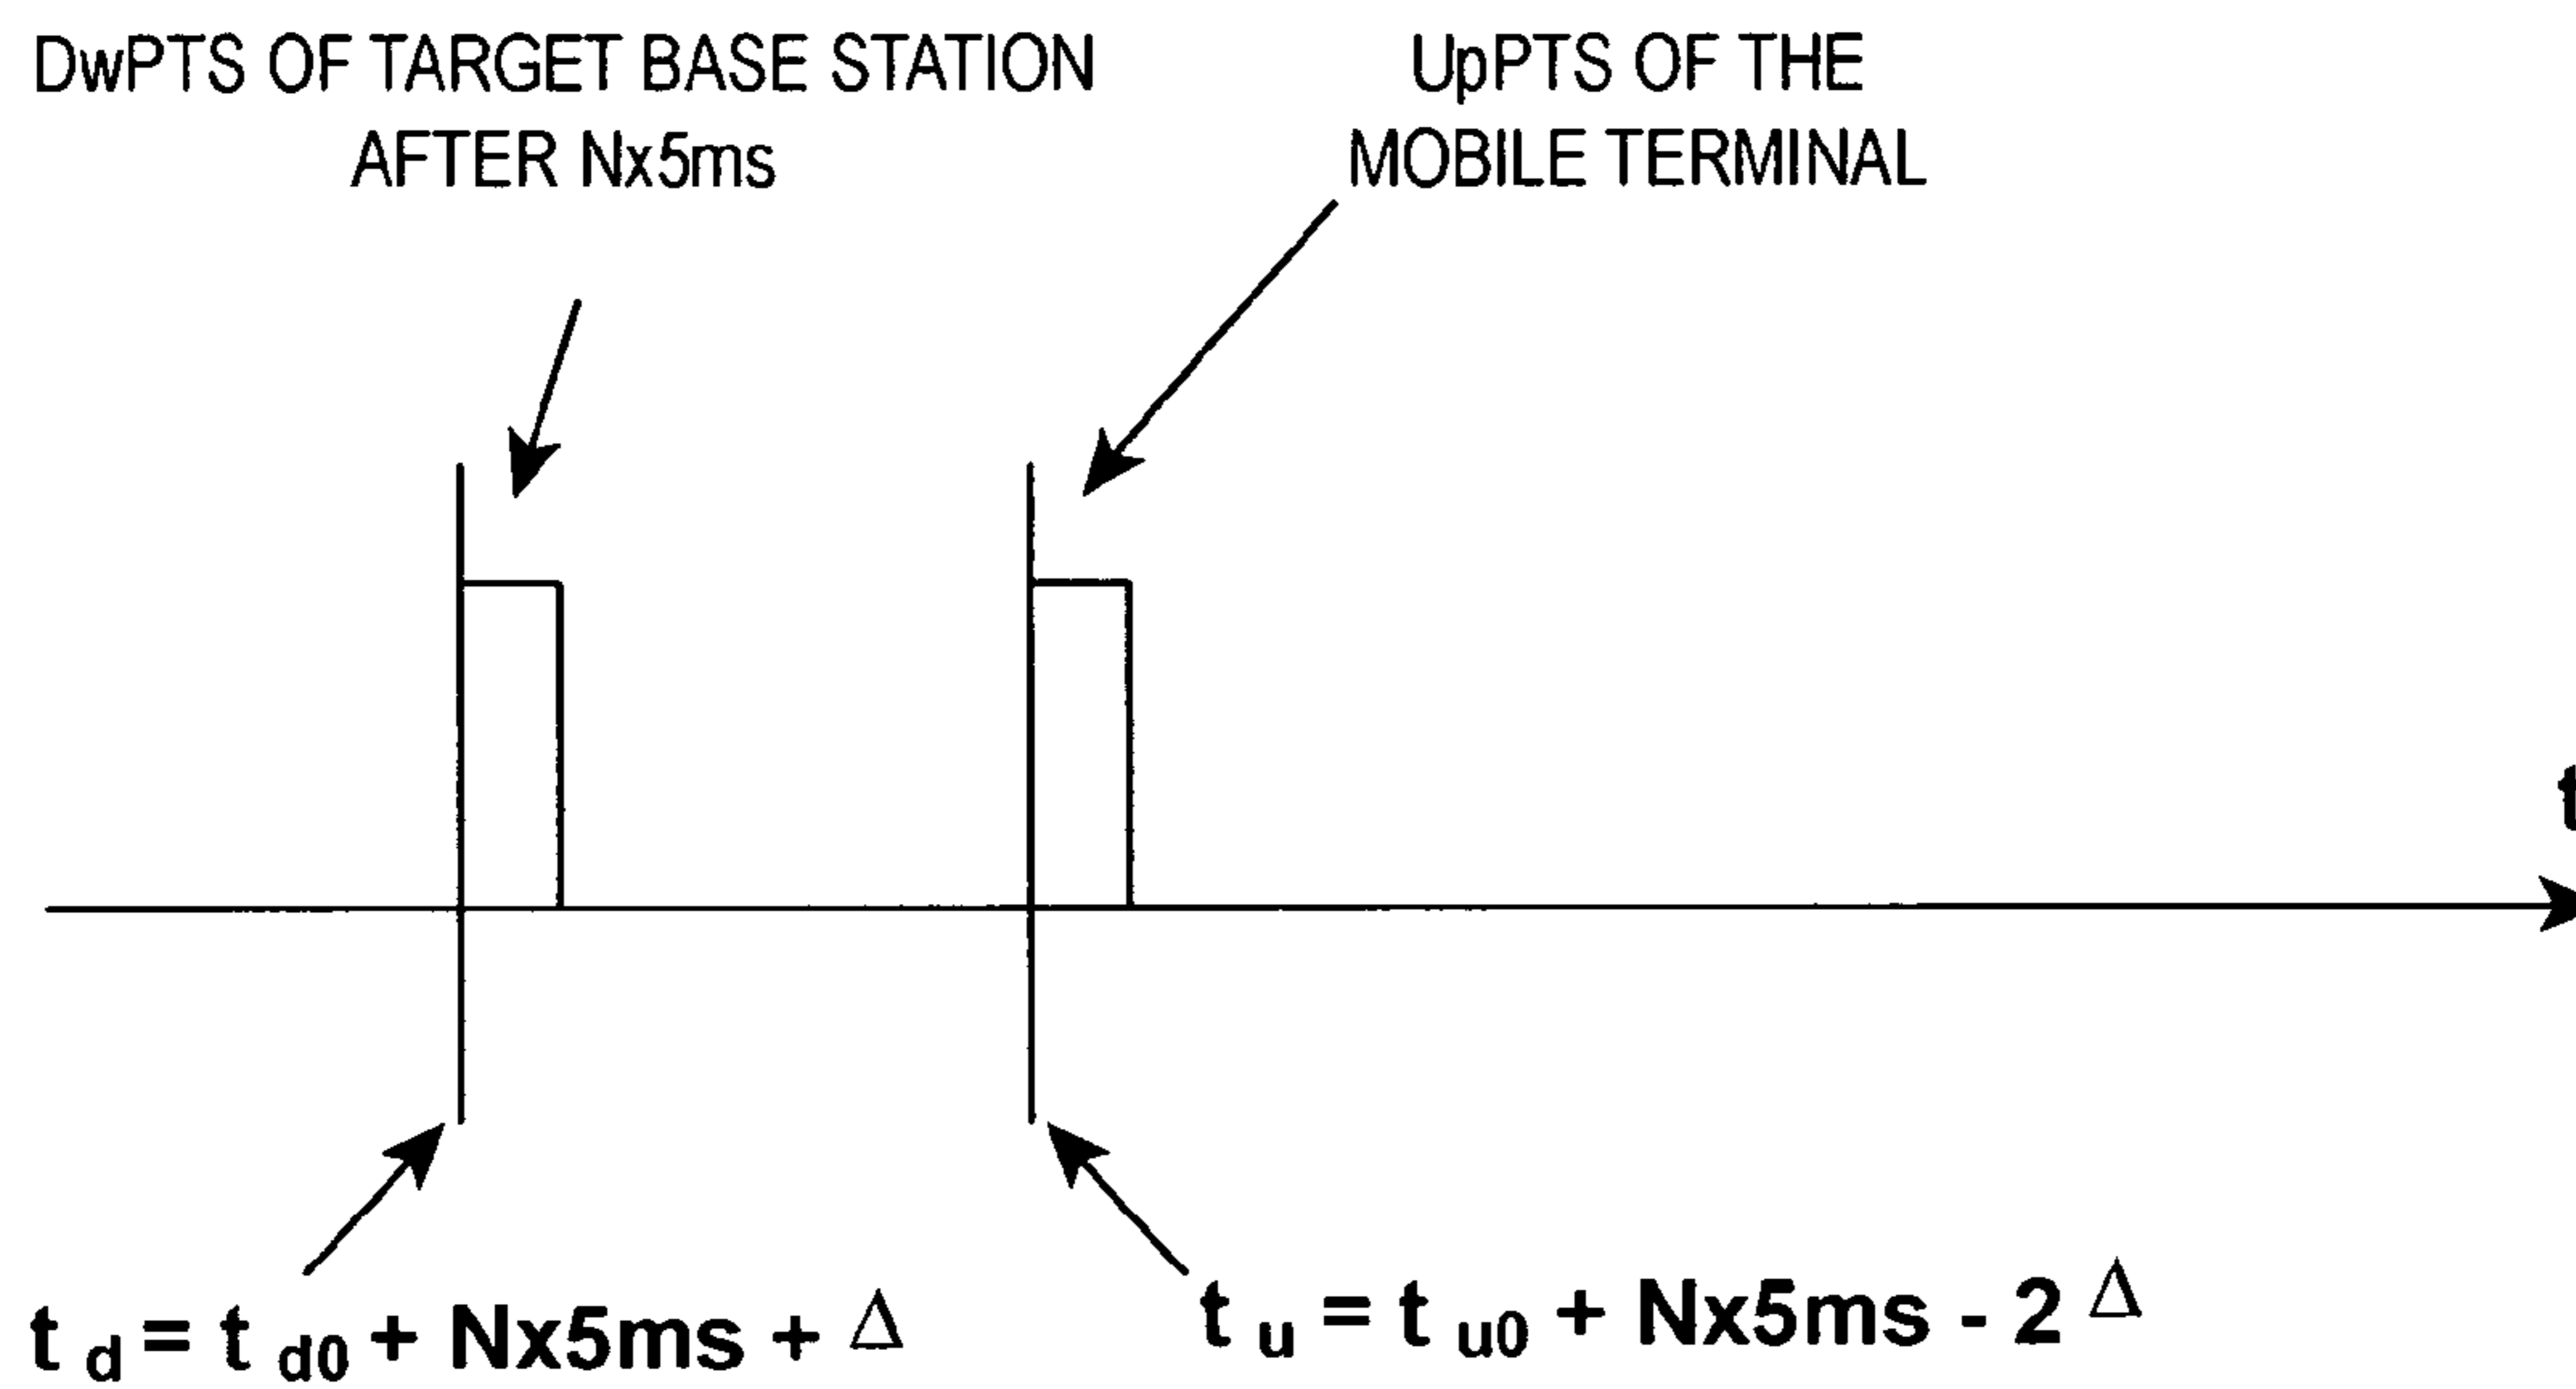 DwPTS OF TARGET BASE STATION
AFTER Nx5ms
UpPTS OF THE
MOBILE TERMINAL
t
t d = t d0 + Nx5ms + Δ
t u = t u0 + Nx5ms - 2 Δ